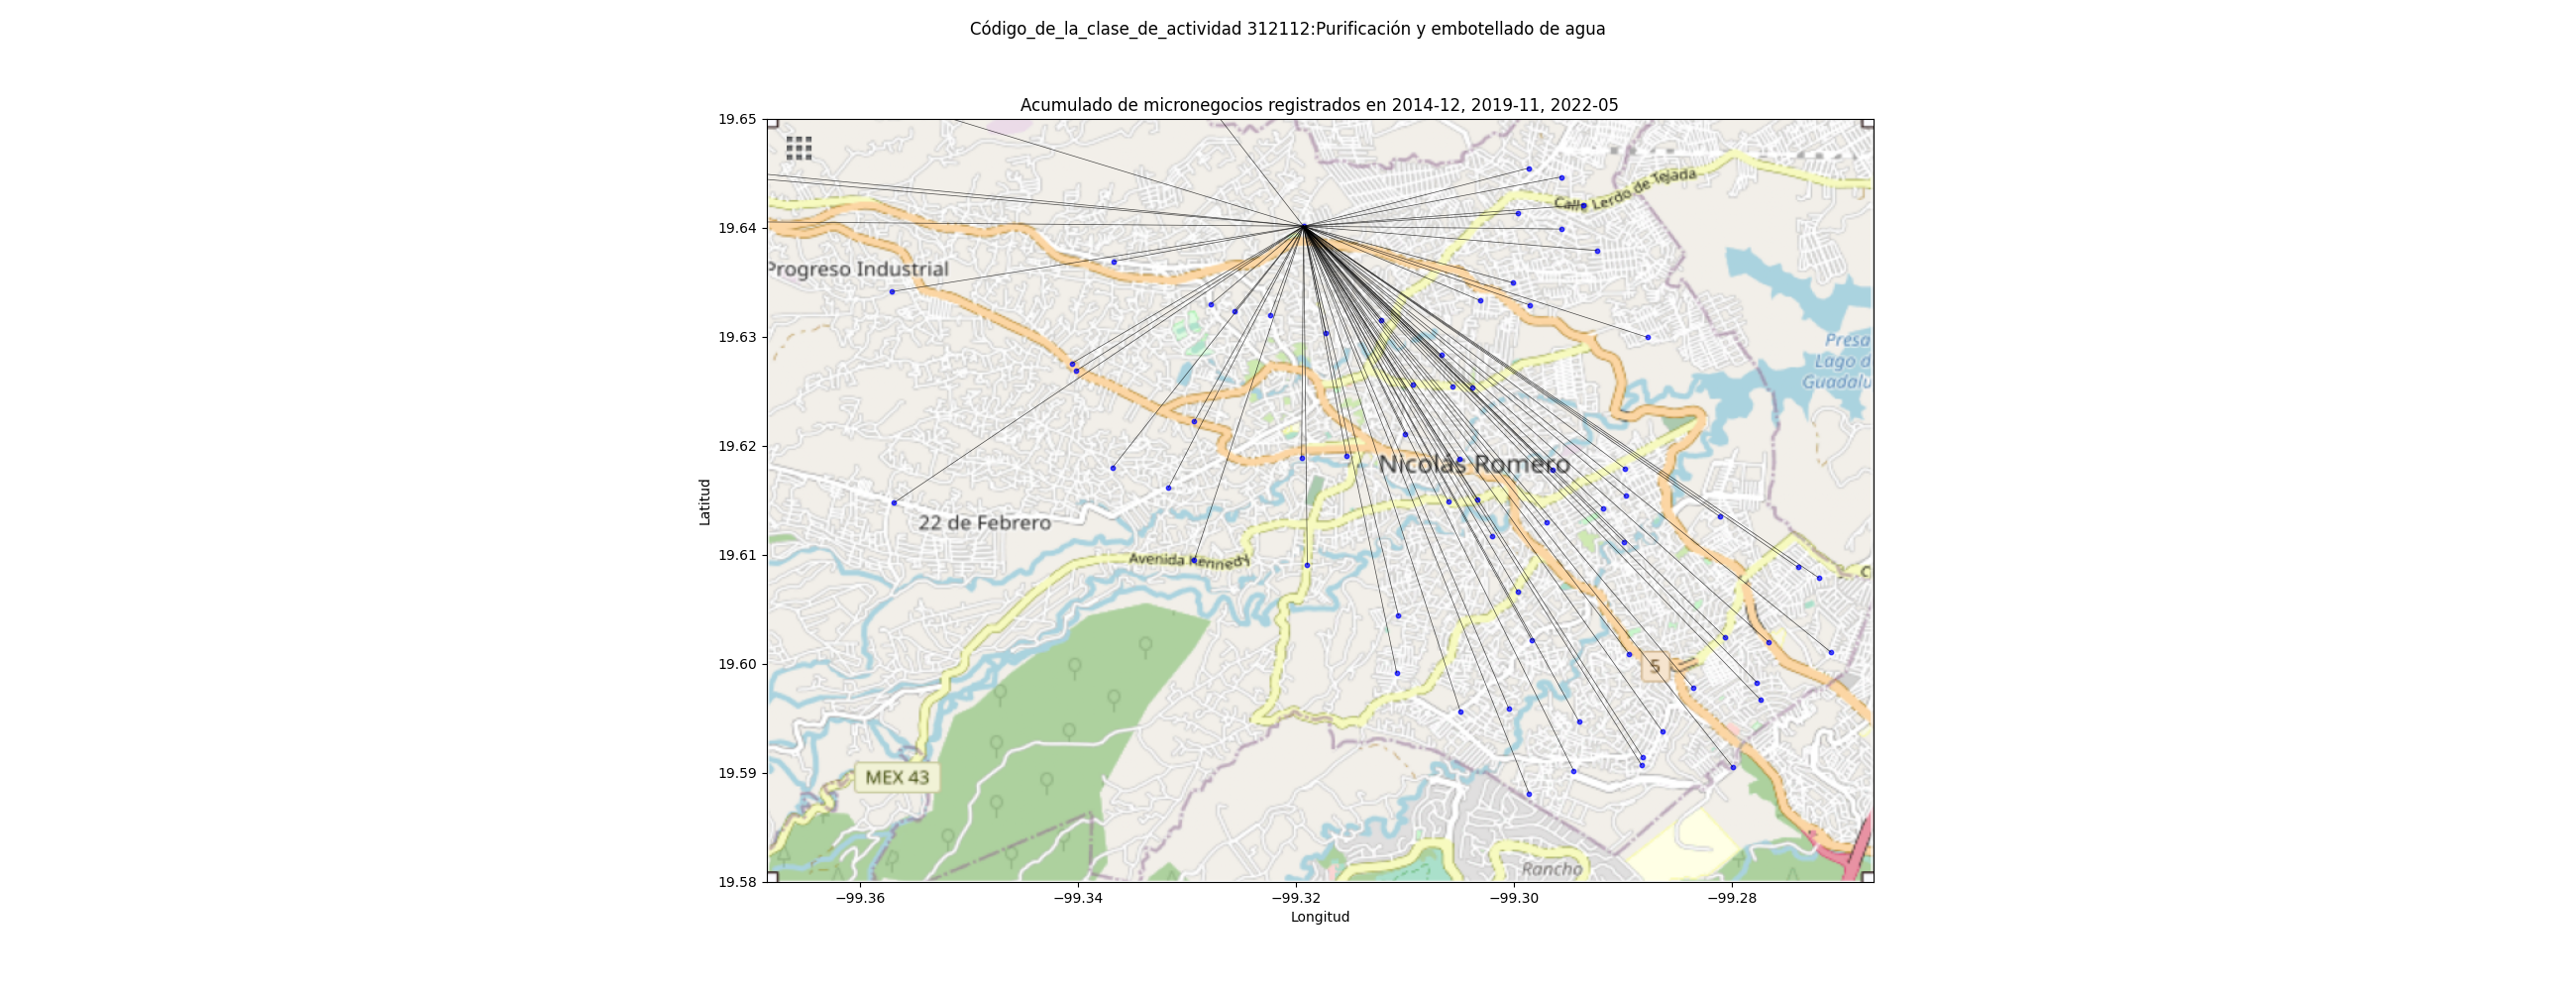 Código_de_la_clase_de_actividad 312112:Purificación y embotellado de agua
Acumulado de micronegocios registrados en 2014-12, 2019-11, 2022-05
19.65
19.64
19.63
19.62
19.61
19.60
19.59
19.58
Latitud
Calle Lerdo de Tejada
Progreso Industrial
Presa
Lago d
Guadalu
Nicolás Romero
22 de Febrero
Avenida Kennedy
C
5
MEX 43
Rancho
−99.36
−99.34
−99.32
−99.30
−99.28
Longitud